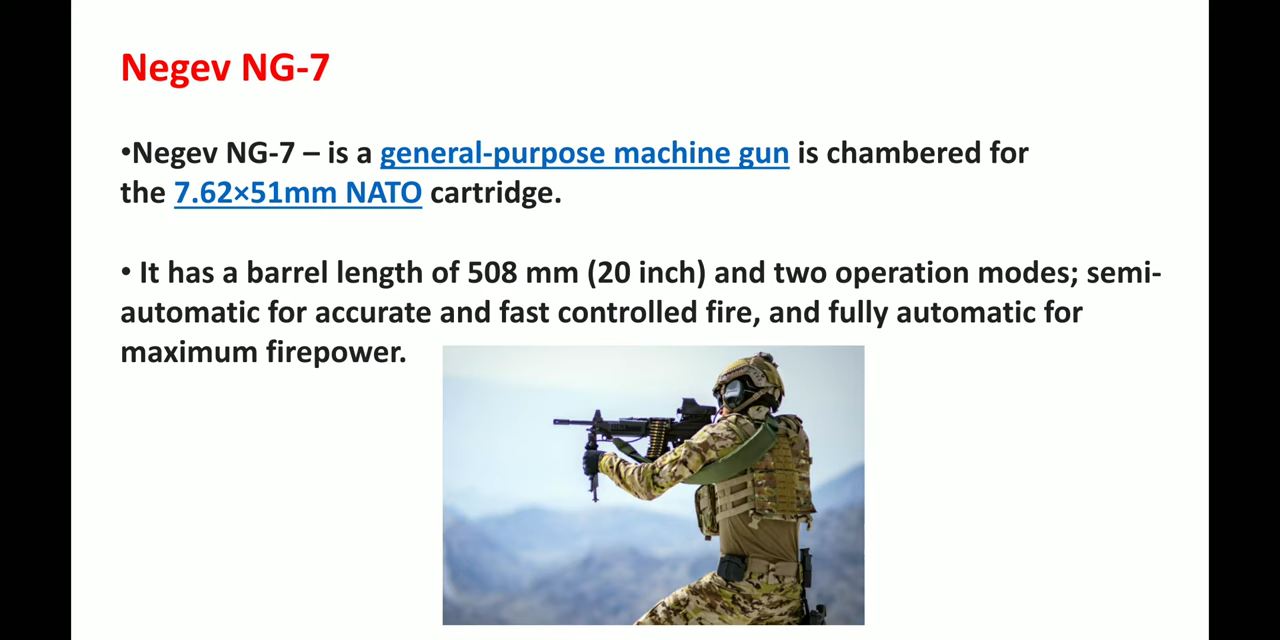 Negev NG-7
•Negev NG-7 – is a general-purpose machine gun is chambered for
the 7.62×51mm NATO cartridge.
• It has a barrel length of 508 mm (20 inch) and two operation modes; semi-
automatic for accurate and fast controlled fire, and fully automatic for
maximum firepower.